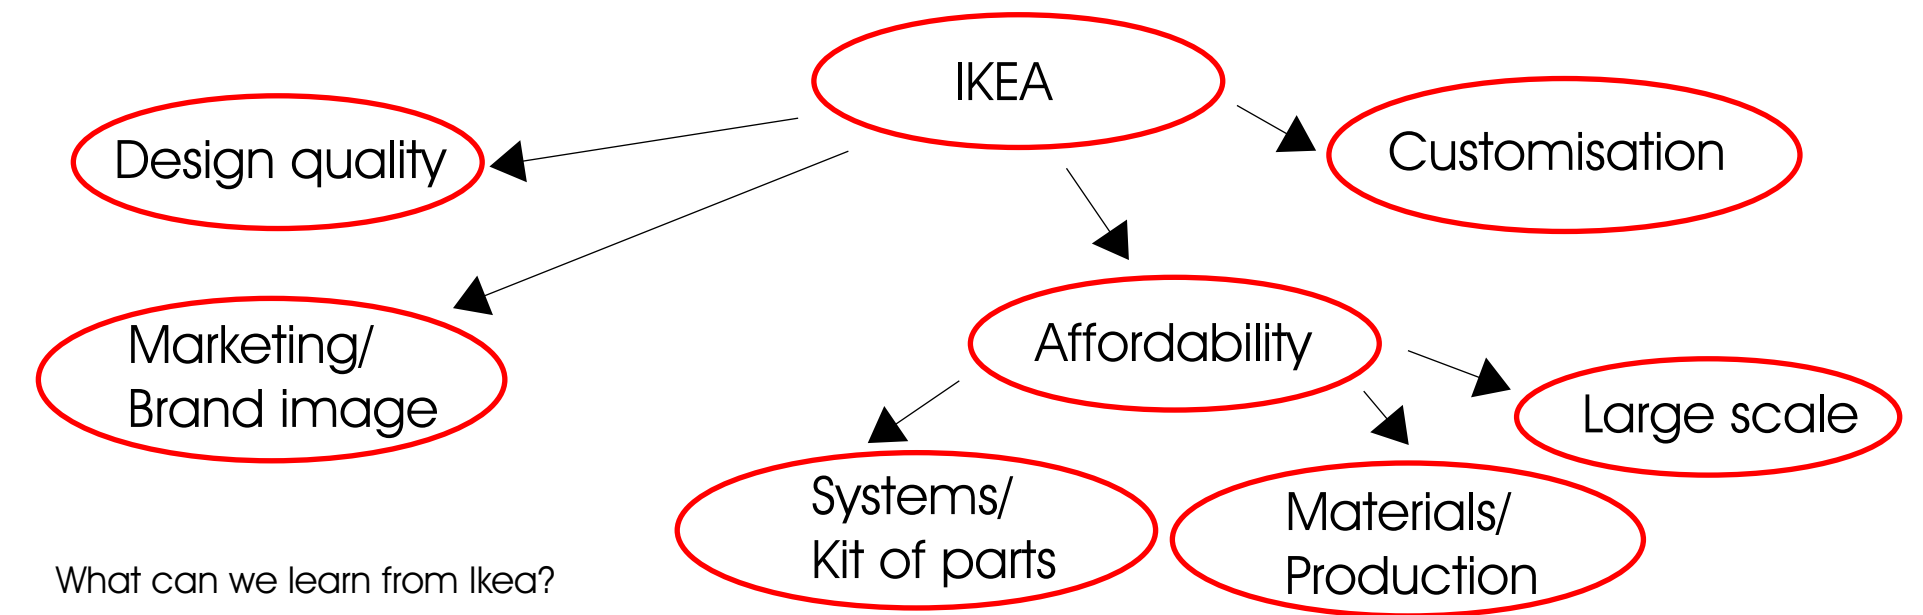 IKEA
Design quality
Customisation
Marketing/
Brand image
Affordability
Large scale
Systems/
Kit of parts
Materials/
Production
What can we learn from Ikea?